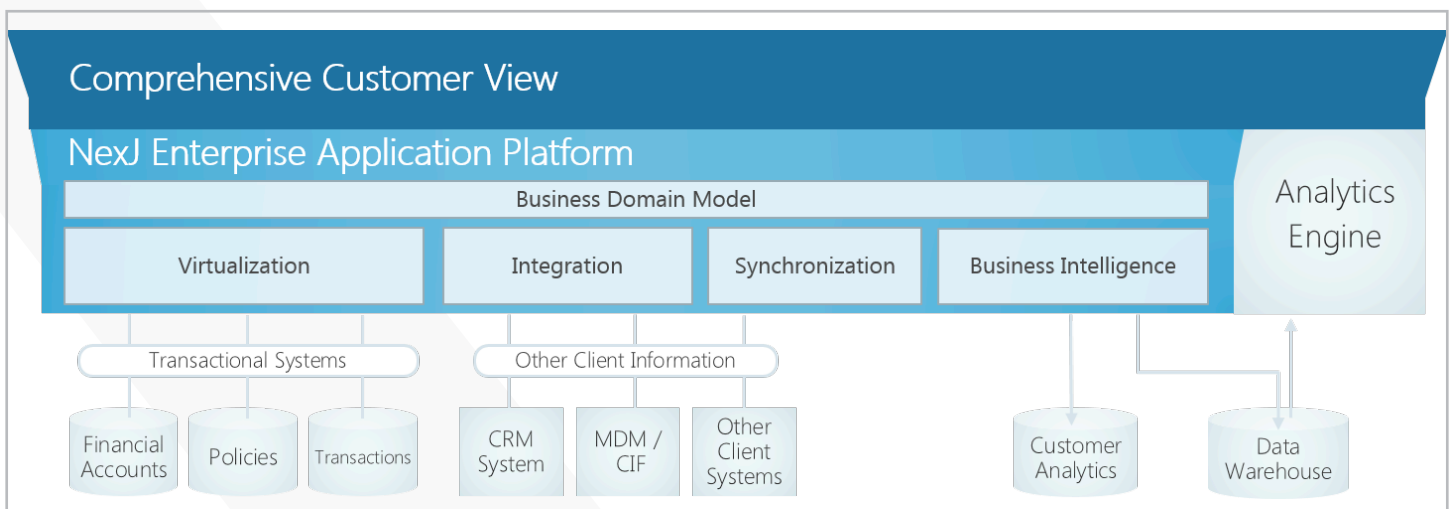 Comprehensive Customer View
NexJ Enterprise Application Platform
Business Domain Model
Analytics
Engine
Virtualization
Integration
Synchronization
Business Intelligence
Transactional Systems
Other Client Information
Financial
Accounts
Policies
Transactions
CRM
System
MDM /
CIF
Other
Client
Systems
Customer
Analytics
Data
Warehouse